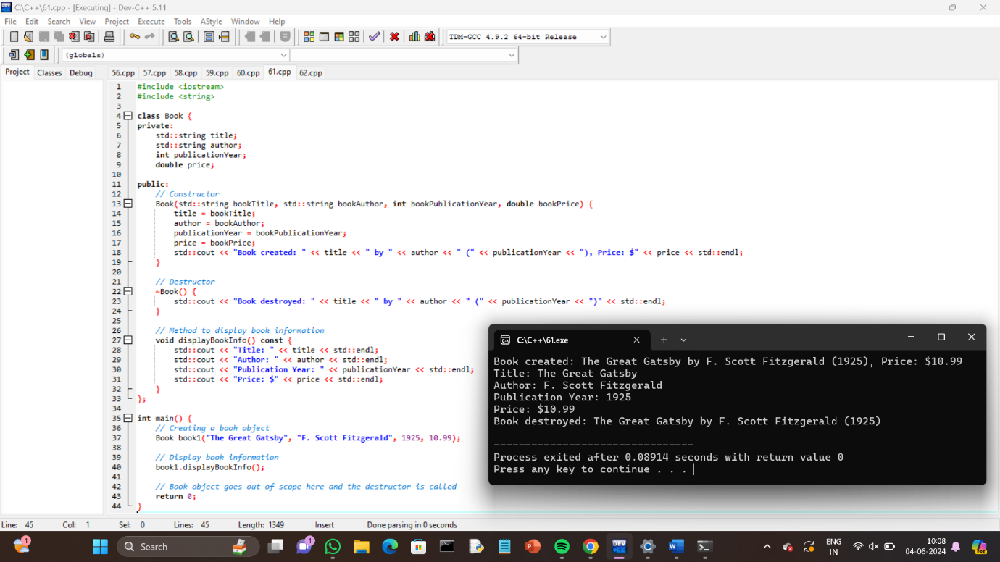 C:\C++\61.cpp - [Executing] - Dev-C++ 5.11
File Edit Search View Project Execute Tools AStyle Window Help
TDM-GCC 4.9.2 64-bit Release
(globals)
Project Classes Debug 56.cpp 57.cpp 58.cpp 59.cpp 60.cpp 61.cpp 62.cpp
1 #include <iostream>
2 #include <string>
3
4 class Book {
5 private:
6 std::string title;
7 std::string author;
8 int publicationYear;
9 double price;
10
11 public:
12 // Constructor
13 Book(std::string bookTitle, std::string bookAuthor, int bookPublicationYear, double bookPrice) {
14 title = bookTitle;
15 author = bookAuthor;
16 publicationYear = bookPublicationYear;
17 price = bookPrice;
18 std::cout << "Book created: " << title << " by " << author << " (" << publicationYear << "), Price: $" << price << std::endl;
19 }
20
21 // Destructor
22 ~Book() {
23 std::cout << "Book destroyed: " << title << " by " << author << " (" << publicationYear << ")" << std::endl;
24 }
25
26 // Method to display book information
27 void displayBookInfo() const {
28 std::cout << "Title: " << title << std::endl;
29 std::cout << "Author: " << author << std::endl;
30 std::cout << "Publication Year: " << publicationYear << std::endl;
31 std::cout << "Price: $" << price << std::endl;
32 }
33 };
34
35 int main() {
36 // Creating a book object
37 Book book1("The Great Gatsby", "F. Scott Fitzgerald", 1925, 10.99);
38
39 // Display book information
40 book1.displayBookInfo();
41
42 // Book object goes out of scope here and the destructor is called
43 return 0;
44 }
C:\C++\61.exe
Book created: The Great Gatsby by F. Scott Fitzgerald (1925), Price: $10.99
Title: The Great Gatsby
Author: F. Scott Fitzgerald
Publication Year: 1925
Price: $10.99
Book destroyed: The Great Gatsby by F. Scott Fitzgerald (1925)
--------------------------------
Process exited after 0.08914 seconds with return value 0
Press any key to continue . . .
Line: 45 Col: 1 Sel: 0 Lines: 45 Length: 1349 Insert Done parsing in 0 seconds
1
Search
1
DEV
ENG
IN
10:08
04-06-2024
PRE